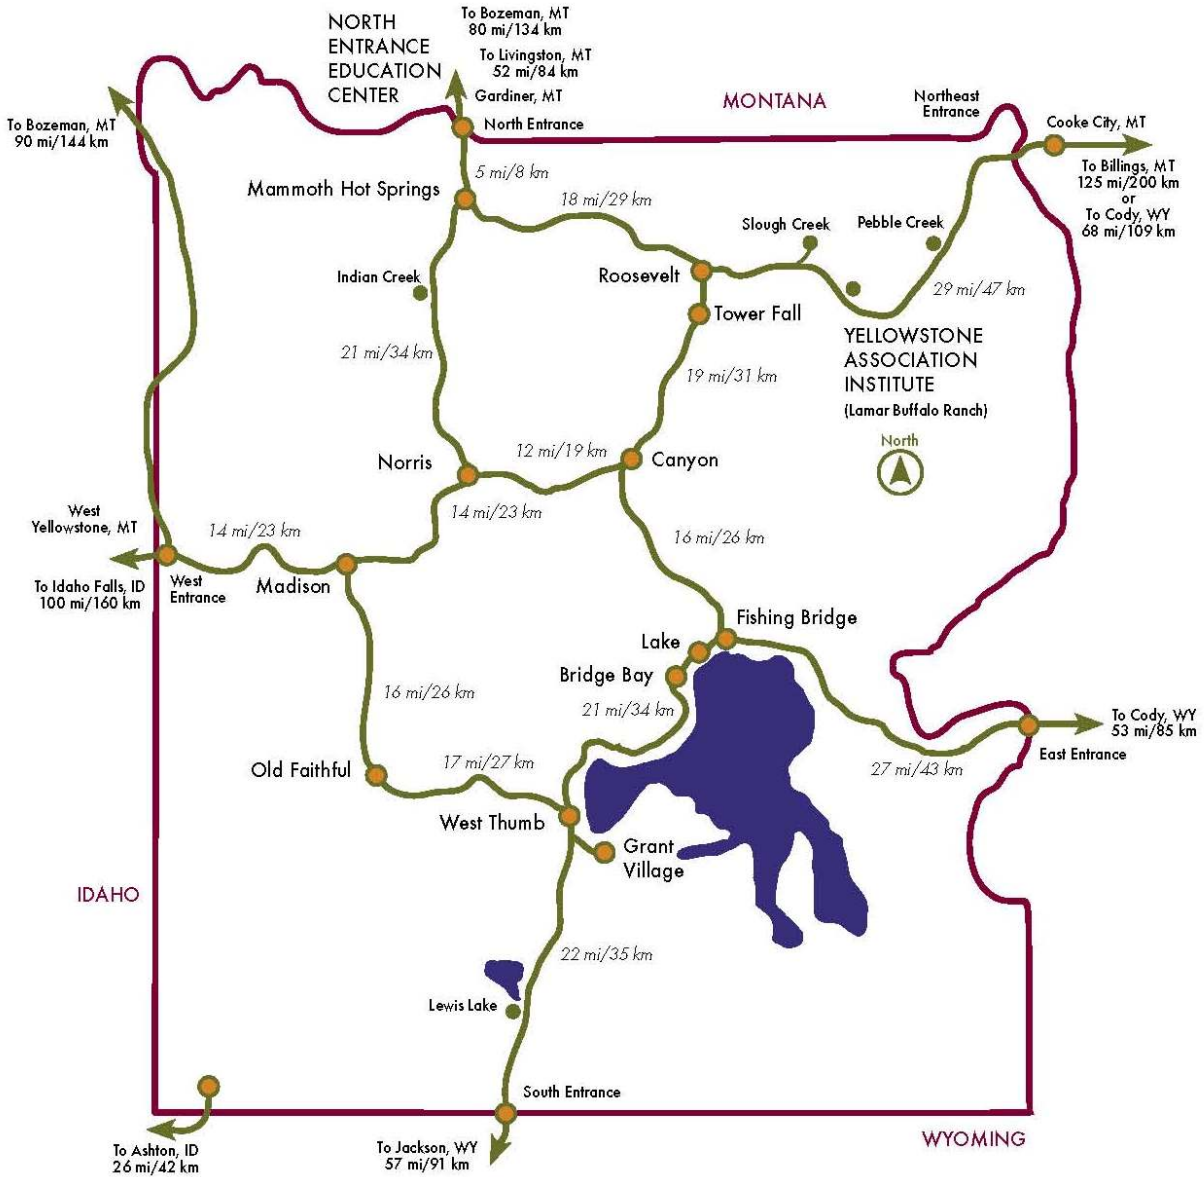 To Bozeman, MT
80 mi/134 km
NORTH
ENTRANCE
EDUCATION
CENTER
To Livingston, MT
52 mi/84 km
Gardiner, MT
North Entrance
MONTANA
Northeast
Entrance
Cooke City, MT
To Billings, MT
125 mi/200 km
or
To Cody, WY
68 mi/109 km
To Bozeman, MT
90 mi/144 km
5 mi/8 km
Mammoth Hot Springs
18 mi/29 km
Slough Creek
Pebble Creek
Indian Creek
Roosevelt
29 mi/47 km
Tower Fall
21 mi/34 km
19 mi/31 km
YELLOWSTONE
ASSOCIATION
INSTITUTE
(Lamar Buffalo Ranch)
North
12 mi/19 km
Norris
Canyon
14 mi/23 km
West
Yellowstone, MT
14 mi/23 km
16 mi/26 km
To Idaho Falls, ID
100 mi/160 km
West
Entrance
Madison
Fishing Bridge
Lake
Bridge Bay
16 mi/26 km
21 mi/34 km
To Cody, WY
53 mi/85 km
East Entrance
27 mi/43 km
Old Faithful
17 mi/27 km
West Thumb
Grant
Village
IDAHO
22 mi/35 km
Lewis Lake
South Entrance
To Ashton, ID
26 mi/42 km
To Jackson, WY
57 mi/91 km
WYOMING